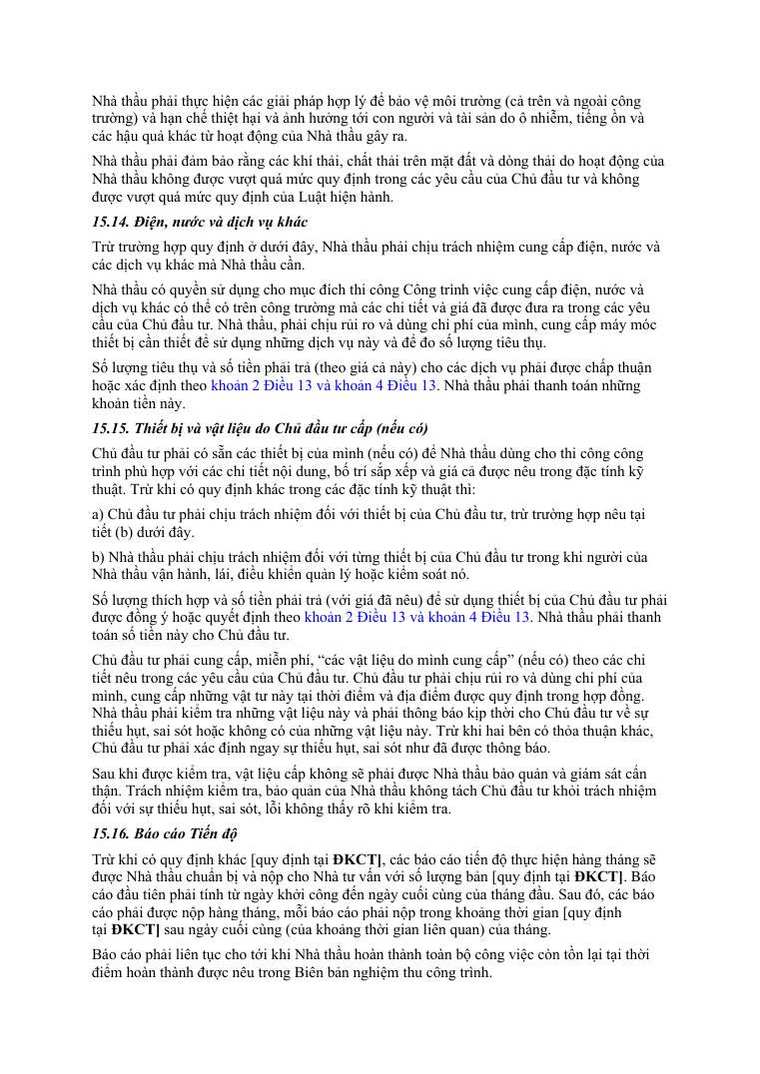 Nhà thầu phải thực hiện các giải pháp hợp lý để bảo vệ môi trường (cả trên và ngoài công
trường) và hạn chế thiệt hại và ảnh hưởng tới con người và tài sản do ô nhiễm, tiếng ồn và
các hậu quả khác từ hoạt động của Nhà thầu gây ra.
Nhà thầu phải đảm bảo rằng các khí thải, chất thải trên mặt đất và dòng thải do hoạt động của
Nhà thầu không được vượt quá mức quy định trong các yêu cầu của Chủ đầu tư và không
được vượt quá mức quy định của Luật hiện hành.
15.14. Điện, nước và dịch vụ khác
Trừ trường hợp quy định ở dưới đây, Nhà thầu phải chịu trách nhiệm cung cấp điện, nước và
các dịch vụ khác mà Nhà thầu cần.
Nhà thầu có quyền sử dụng cho mục đích thi công Công trình việc cung cấp điện, nước và
dịch vụ khác có thể có trên công trường mà các chi tiết và giá đã được đưa ra trong các yêu
cầu của Chủ đầu tư. Nhà thầu, phải chịu rủi ro và dùng chi phí của mình, cung cấp máy móc
thiết bị cần thiết để sử dụng những dịch vụ này và để đo số lượng tiêu thụ.
Số lượng tiêu thụ và số tiền phải trả (theo giá cả này) cho các dịch vụ phải được chấp thuận
hoặc xác định theo khoản 2 Điều 13 và khoản 4 Điều 13. Nhà thầu phải thanh toán những
khoản tiền này.
15.15. Thiết bị và vật liệu do Chủ đầu tư cấp (nếu có)
Chủ đầu tư phải có sẵn các thiết bị của mình (nếu có) để Nhà thầu dùng cho thi công công
trình phù hợp với các chi tiết nội dung, bố trí sắp xếp và giá cả được nêu trong đặc tính kỹ
thuật. Trừ khi có quy định khác trong các đặc tính kỹ thuật thì:
a) Chủ đầu tư phải chịu trách nhiệm đối với thiết bị của Chủ đầu tư, trừ trường hợp nêu tại
tiết (b) dưới đây.
b) Nhà thầu phải chịu trách nhiệm đối với từng thiết bị của Chủ đầu tư trong khi người của
Nhà thầu vận hành, lái, điều khiển quản lý hoặc kiểm soát nó.
Số lượng thích hợp và số tiền phải trả (với giá đã nêu) để sử dụng thiết bị của Chủ đầu tư phải
được đồng ý hoặc quyết định theo khoản 2 Điều 13 và khoản 4 Điều 13. Nhà thầu phải thanh
toán số tiền này cho Chủ đầu tư.
Chủ đầu tư phải cung cấp, miễn phí, “các vật liệu do mình cung cấp” (nếu có) theo các chi
tiết nêu trong các yêu cầu của Chủ đầu tư. Chủ đầu tư phải chịu rủi ro và dùng chi phí của
mình, cung cấp những vật tư này tại thời điểm và địa điểm được quy định trong hợp đồng.
Nhà thầu phải kiểm tra những vật liệu này và phải thông báo kịp thời cho Chủ đầu tư về sự
thiếu hụt, sai sót hoặc không có của những vật liệu này. Trừ khi hai bên có thỏa thuận khác,
Chủ đầu tư phải xác định ngay sự thiếu hụt, sai sót như đã được thông báo.
Sau khi được kiểm tra, vật liệu cấp không sẽ phải được Nhà thầu bảo quản và giám sát cẩn
thận. Trách nhiệm kiểm tra, bảo quản của Nhà thầu không tách Chủ đầu tư khỏi trách nhiệm
đối với sự thiếu hụt, sai sót, lỗi không thấy rõ khi kiểm tra.
15.16. Báo cáo Tiến độ
Trừ khi có quy định khác [quy định tại ĐKCT], các báo cáo tiến độ thực hiện hàng tháng sẽ
được Nhà thầu chuẩn bị và nộp cho Nhà tư vấn với số lượng bản [quy định tại ĐKCT]. Báo
cáo đầu tiên phải tính từ ngày khởi công đến ngày cuối cùng của tháng đầu. Sau đó, các báo
cáo phải được nộp hàng tháng, mỗi báo cáo phải nộp trong khoảng thời gian [quy định
tại ĐKCT] sau ngày cuối cùng (của khoảng thời gian liên quan) của tháng.
Báo cáo phải liên tục cho tới khi Nhà thầu hoàn thành toàn bộ công việc còn tồn lại tại thời
điểm hoàn thành được nêu trong Biên bản nghiệm thu công trình.